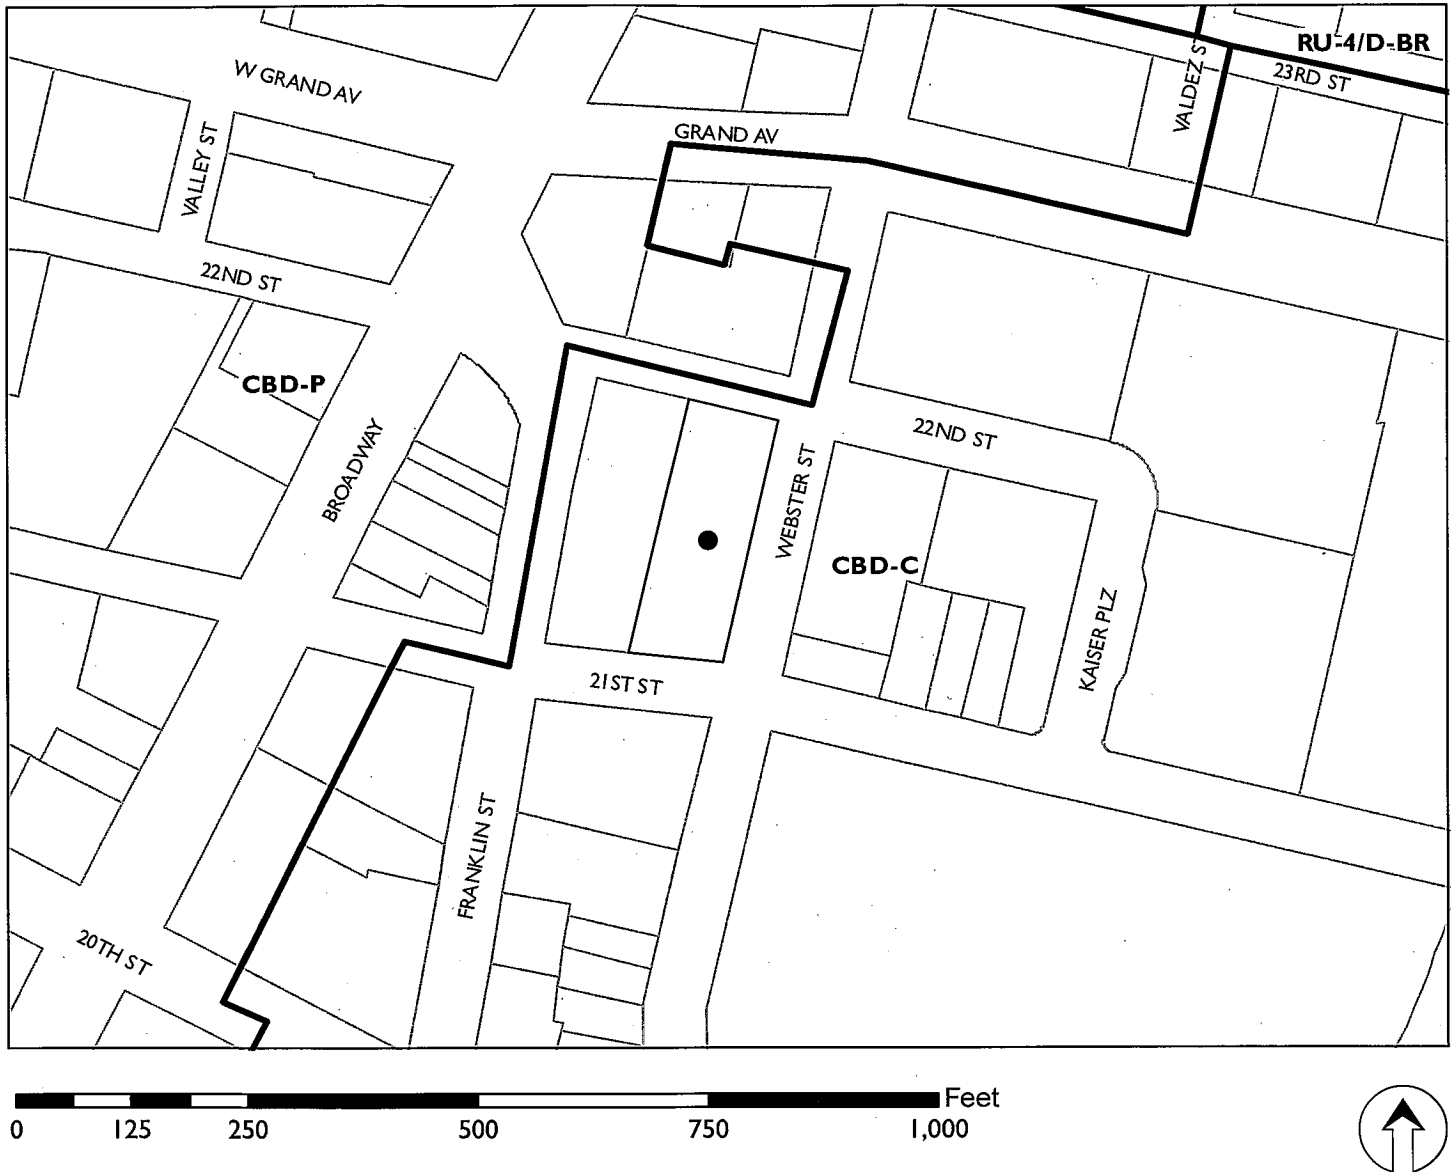 RU-4/D-BR
W GRAND AV
23RD ST
VALDEZ S
GRAND AV
VALLEY ST
22ND ST
CBD-P
22ND ST
BROADWAY
WEBSTER ST
CBD-C
KAISER PLZ
21ST ST
FRANKLIN ST
20TH ST
Feet
0 125 250 500 750 1,000